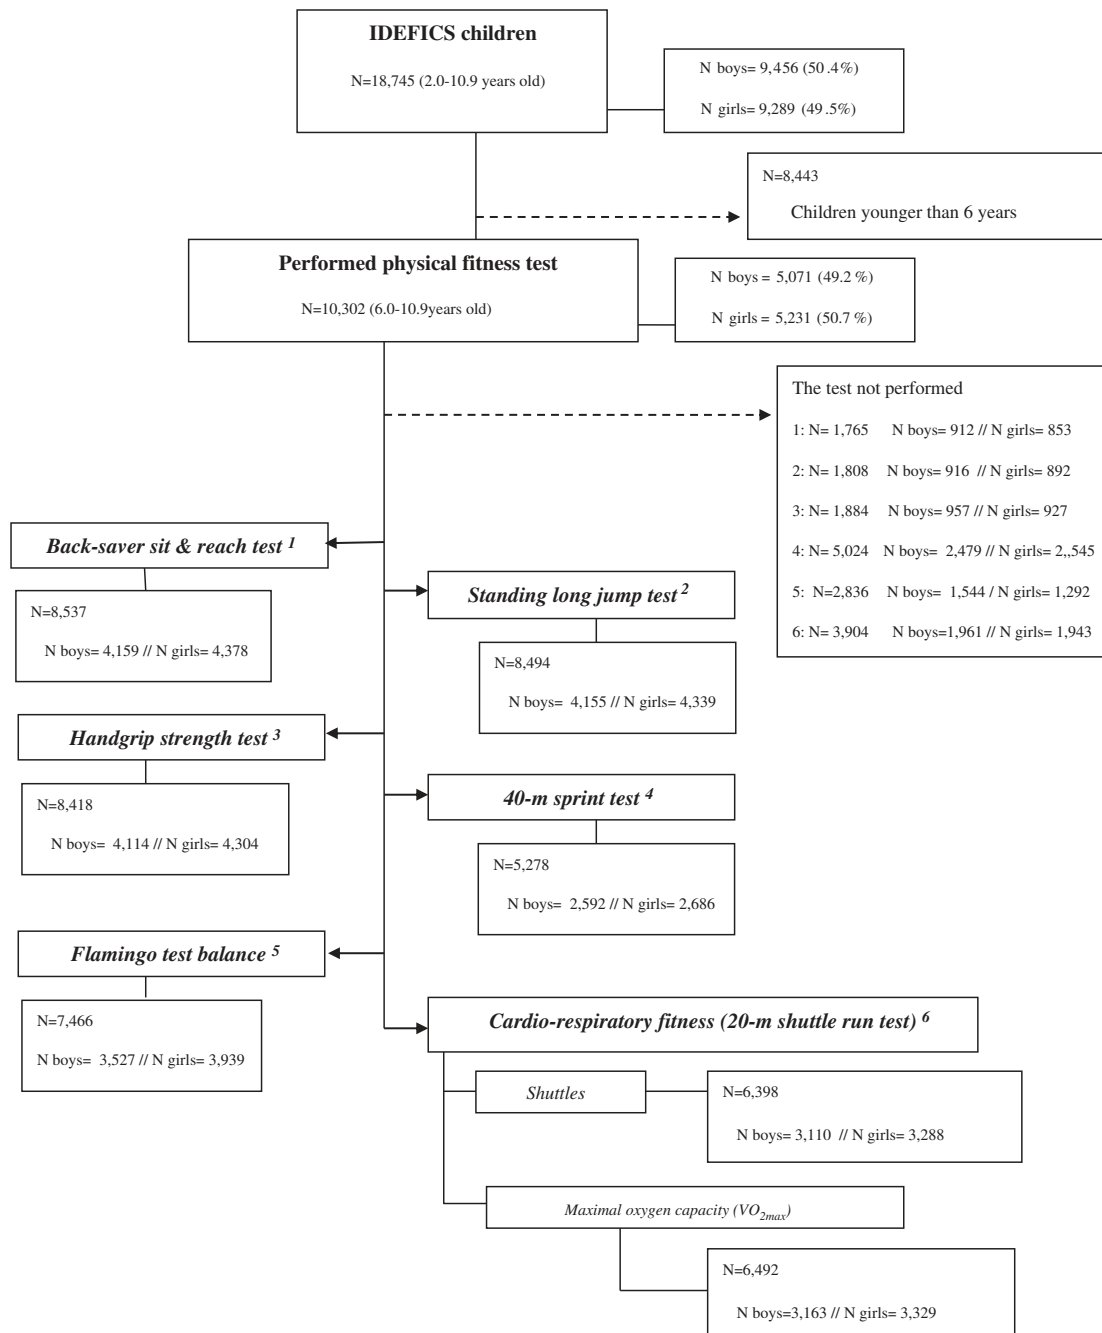 IDEFICS children
N=18,745 (2.0-10.9 years old)
N boys= 9,456 (50.4%)
N girls= 9,289 (49.5%)
N=8,443
Children younger than 6 years
Performed physical fitness test
N=10,302 (6.0-10.9years old)
N boys = 5,071 (49.2%)
N girls = 5,231 (50.7%)
The test not performed
1: N= 1,765 N boys= 912 // N girls= 853
2: N= 1,808 N boys= 916 // N girls= 892
3: N= 1,884 N boys= 957 // N girls= 927
4: N= 5,024 N boys= 2,479 // N girls= 2,,545
5: N=2,836 N boys= 1,544 / N girls= 1,292
6: N= 3,904 N boys=1,961 // N girls= 1,943
Back-saver sit & reach test 1
N=8,537
N boys= 4,159 // N girls= 4,378
Standing long jump test 2
N=8,494
N boys= 4,155 // N girls= 4,339
Handgrip strength test 3
N=8,418
N boys= 4,114 // N girls= 4,304
40-m sprint test 4
N=5,278
N boys= 2,592 // N girls= 2,686
Flamingo test balance 5
N=7,466
N boys= 3,527 // N girls= 3,939
Cardio-respiratory fitness (20-m shuttle run test) 6
Shuttles
N=6,398
N boys= 3,110 // N girls= 3,288
Maximal oxygen capacity (VO2max)
N=6,492
N boys=3,163 // N girls= 3,329